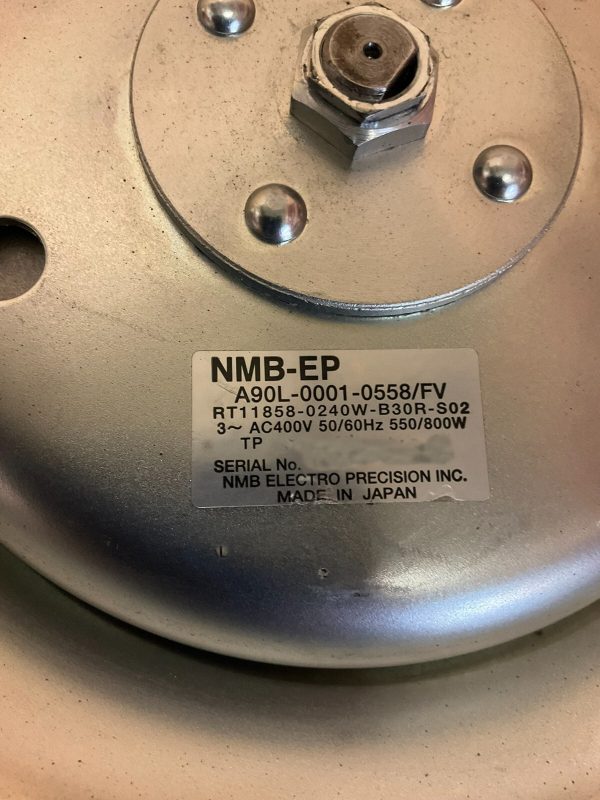 NMB-EP
A90L-0001-0558/FV
RT11858-0240W-B30R-S02
3~ AC400V 50/60Hz 550/800W
TP
SERIAL No.
NMB ELECTRO PRECISION INC.
MADE IN JAPAN